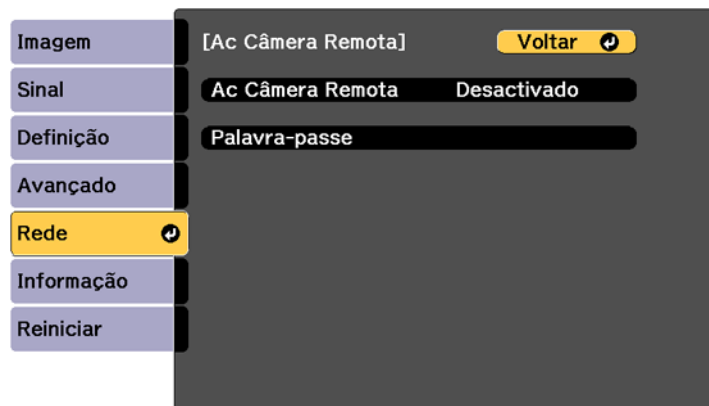 Imagem
Sinal
Definição
Avançado
Rede
Informação
Reiniciar
[Ac Câmera Remota] Voltar
Ac Câmera Remota Desactivado
Palavra-passe